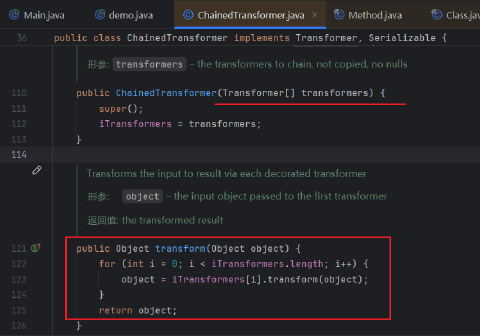 Main.java
demo.java
ChainedTransformer.java ×
Method.java
Class.java
36 public class ChainedTransformer implements Transformer, Serializable {
形参: transformers – the transformers to chain, not copied, no nulls
110 public ChainedTransformer(Transformer[] transformers) {
111 super();
112 iTransformers = transformers;
113 }
114
Transforms the input to result via each decorated transformer
形参: object – the input object passed to the first transformer
返回值: the transformed result
121 public Object transform(Object object) {
122 for (int i = 0; i < iTransformers.length; i++) {
123 object = iTransformers[i].transform(object);
124 }
125 return object;
126 }